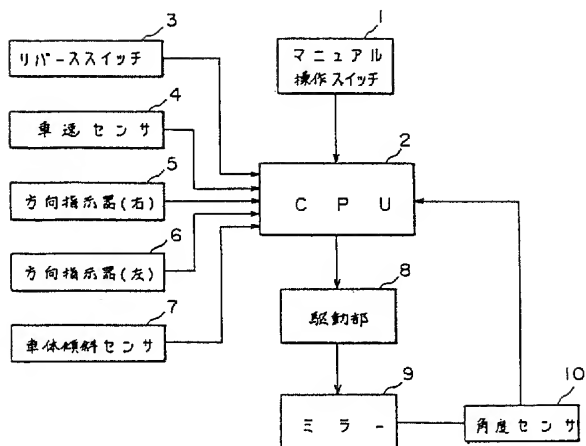 3
リバーススイッチ
4
車速センサ
5
方向指示器(右)
6
方向指示器(左)
7
車体傾斜センサ
1
マニュアル
操作スイッチ
2
CPU
8
駆動部
9
ミラー
10
角度センサ